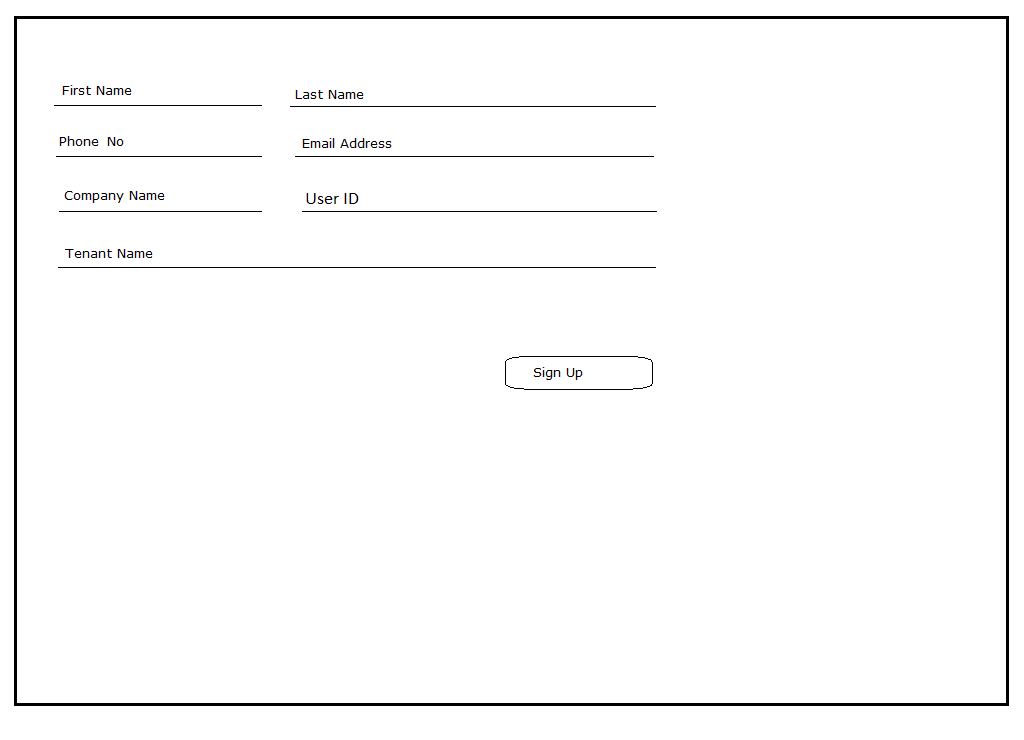 First Name
Last Name
Phone No
Email Address
Company Name
User ID
Tenant Name
Sign Up